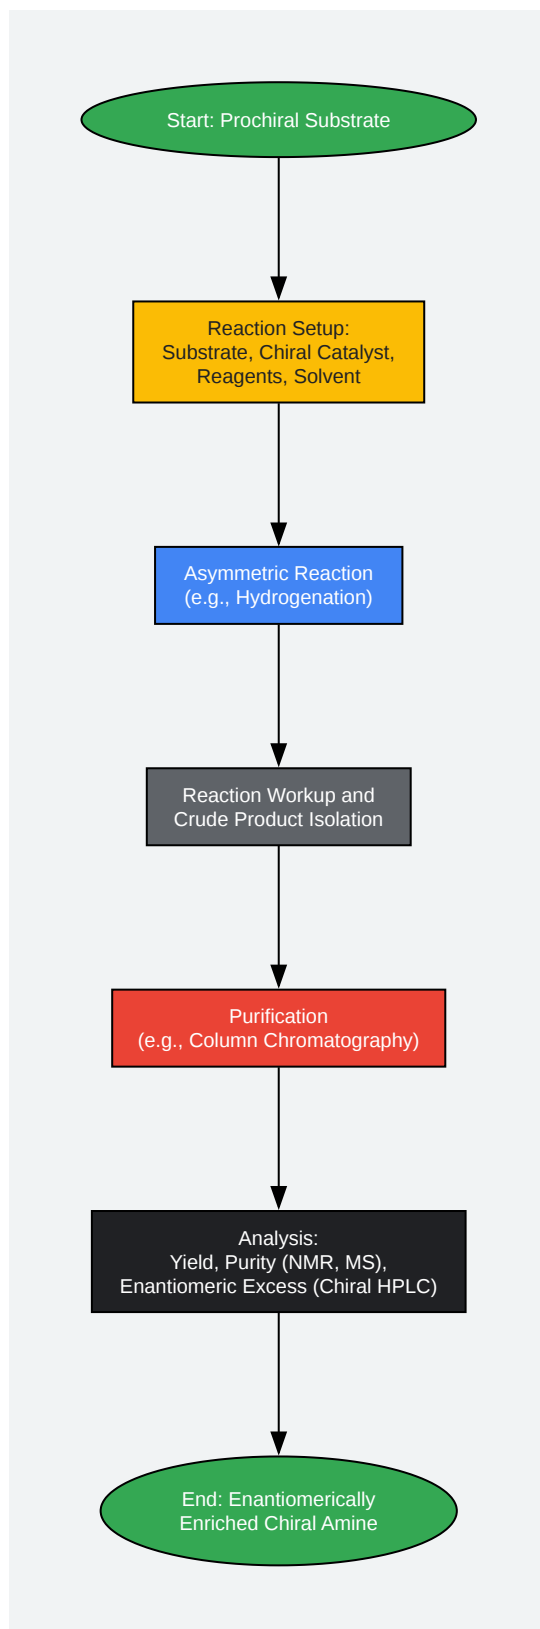 Start: Prochiral Substrate
Reaction Setup:
Substrate, Chiral Catalyst,
Reagents, Solvent
Asymmetric Reaction
(e.g., Hydrogenation)
Reaction Workup and
Crude Product Isolation
Purification
(e.g., Column Chromatography)
Analysis:
Yield, Purity (NMR, MS),
Enantiomeric Excess (Chiral HPLC)
End: Enantiomerically
Enriched Chiral Amine